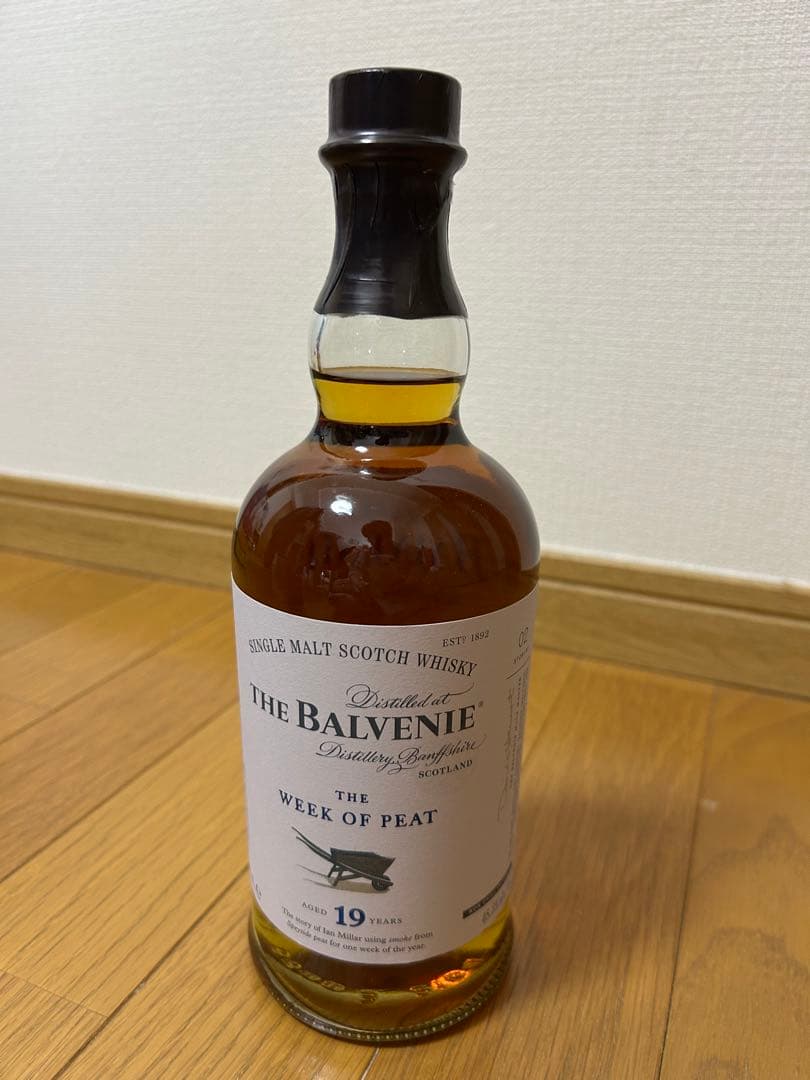 ESTD 1892
SINGLE MALT SCOTCH WHISKY
Distilled at
THE BALVENIE®
Distillery, Banffshire
SCOTLAND
THE
WEEK OF PEAT
AGED 19 YEARS
The story of Ian Millar using smoke from
Speyside peat for one week of the year.
02